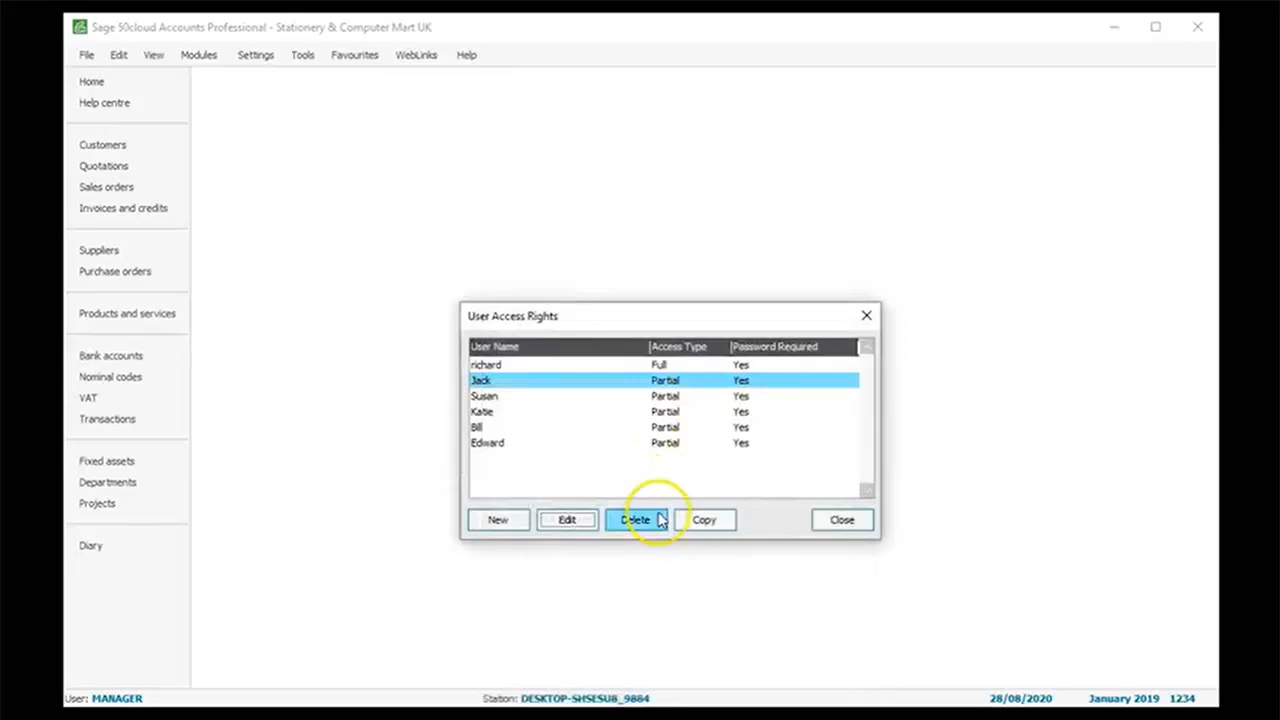 Sage 50cloud Accounts Professional - Stationery & Computer Mart UK
File Edit View Modules Settings Tools Favourites WebLinks Help
Home
Help centre
Customers
Quotations
Sales orders
Invoices and credits
Suppliers
Purchase orders
Products and services
Bank accounts
Nominal codes
VAT
Transactions
Fixed assets
Departments
Projects
Diary
User Access Rights
User Name Access Type Password Required
richard Full Yes
Jack Partial Yes
Susan Partial Yes
Katie Partial Yes
Bill Partial Yes
Edward Partial Yes
New Edit Delete Copy Close
User: MANAGER Station: DESKTOP-SHSESU8_9884 28/08/2020 January 2019 1234